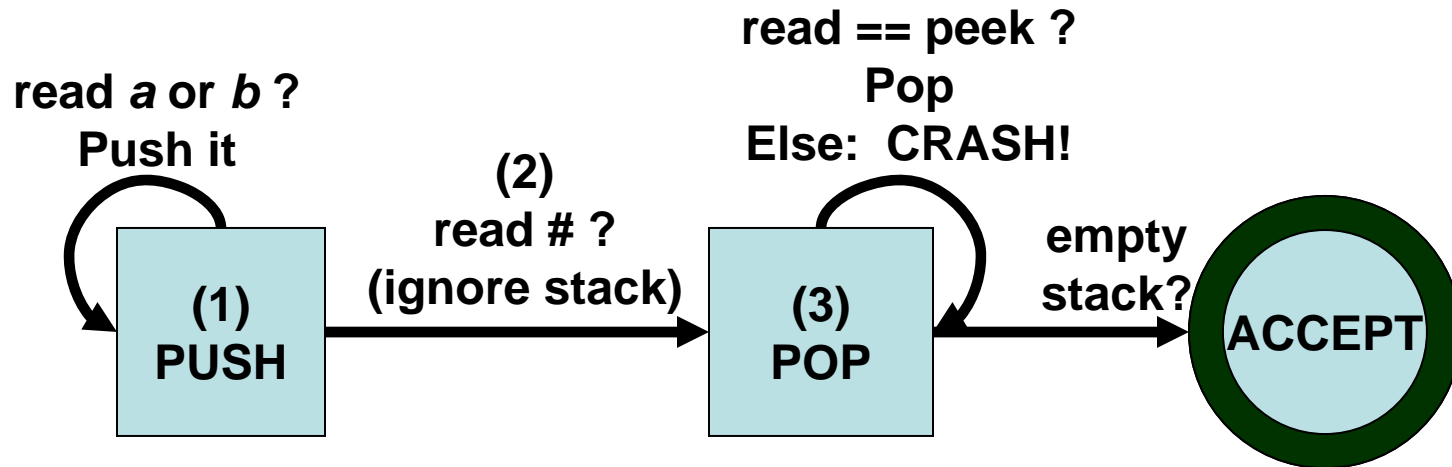 read a or b ?
Push it
(1)
PUSH
(2)
read # ?
(ignore stack)
read == peek ?
Pop
Else: CRASH!
(3)
POP
empty
stack?
ACCEPT